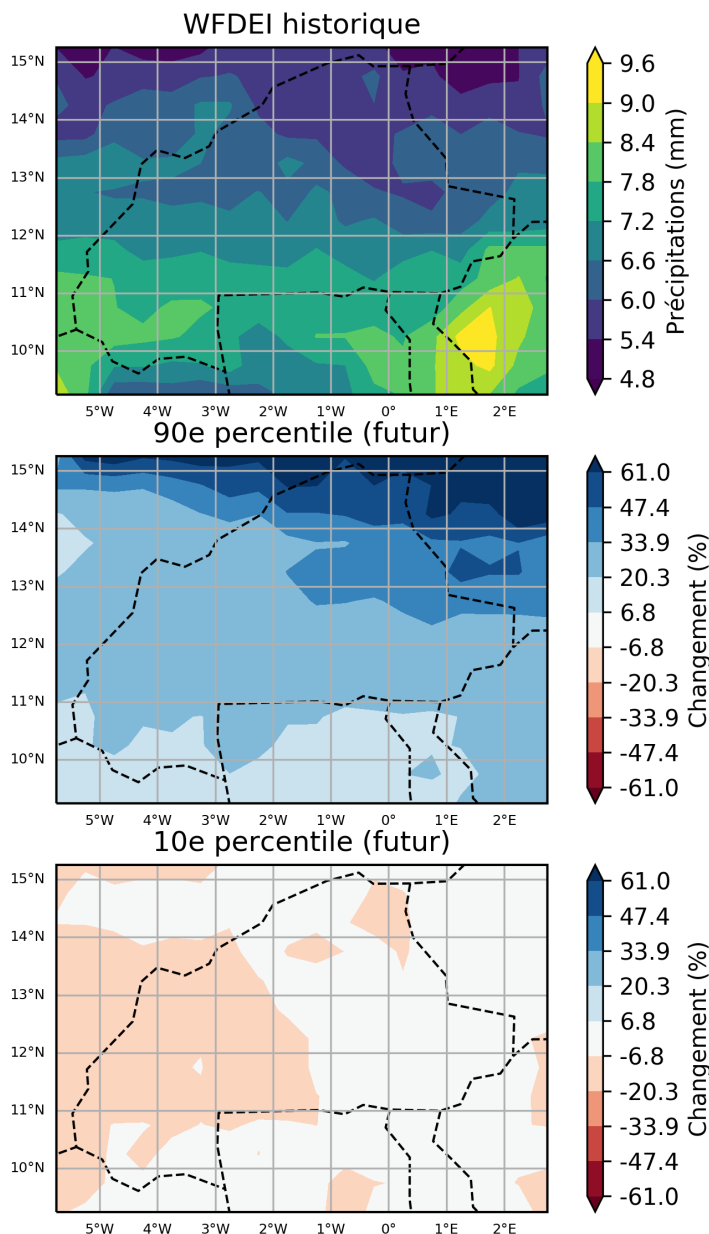 WFDEI historique
15°N
14°N
13°N
12°N
11°N
10°N
5°W 4°W 3°W 2°W 1°W 0° 1°E 2°E
9.6
9.0
8.4
7.8
7.2
6.6
6.0
5.4
4.8
Précipitations (mm)
90e percentile (futur)
15°N
14°N
13°N
12°N
11°N
10°N
5°W 4°W 3°W 2°W 1°W 0° 1°E 2°E
61.0
47.4
33.9
20.3
6.8
-6.8
-20.3
-33.9
-47.4
-61.0
Changement (%)
10e percentile (futur)
15°N
14°N
13°N
12°N
11°N
10°N
5°W 4°W 3°W 2°W 1°W 0° 1°E 2°E
61.0
47.4
33.9
20.3
6.8
-6.8
-20.3
-33.9
-47.4
-61.0
Changement (%)